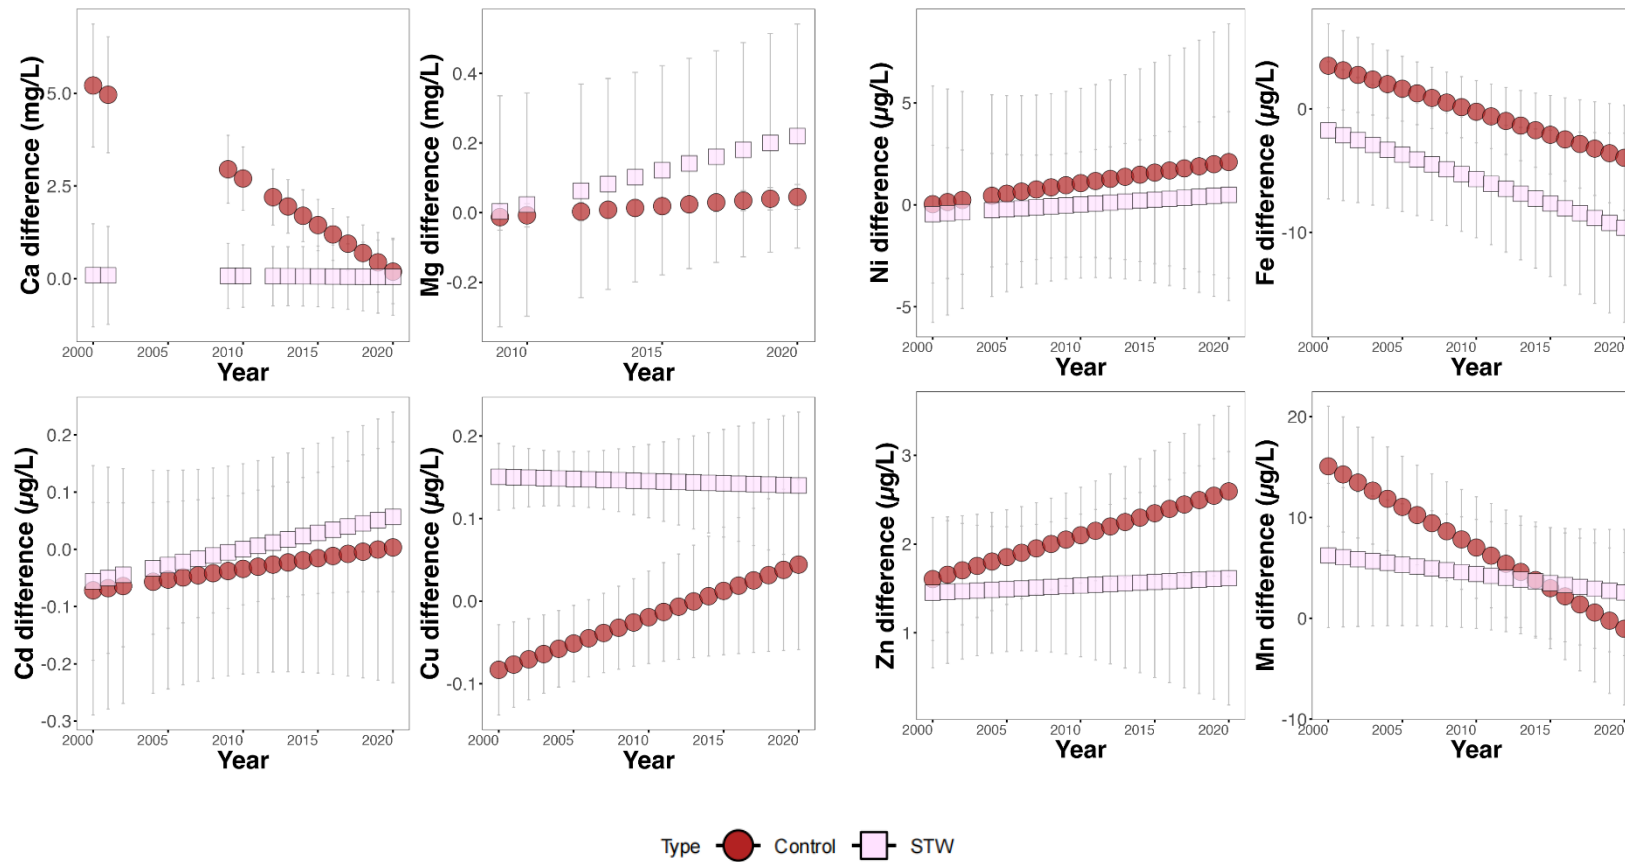 Ca difference (mg/L)
5.0
2.5
0.0
2000 2005 2010 2015 2020
Year
Mg difference (mg/L)
0.4
0.2
0.0
-0.2
2010 2015 2020
Year
Ni difference (µg/L)
5
0
-5
2000 2005 2010 2015 2020
Year
Fe difference (µg/L)
0
-10
2000 2005 2010 2015 2020
Year
Cd difference (µg/L)
0.2
0.1
0.0
-0.1
-0.2
-0.3
2000 2005 2010 2015 2020
Year
Cu difference (µg/L)
0.2
0.1
0.0
-0.1
2000 2005 2010 2015 2020
Year
Zn difference (µg/L)
3
2
1
2000 2005 2010 2015 2020
Year
Mn difference (µg/L)
20
10
0
-10
2000 2005 2010 2015 2020
Year
Type Control STW